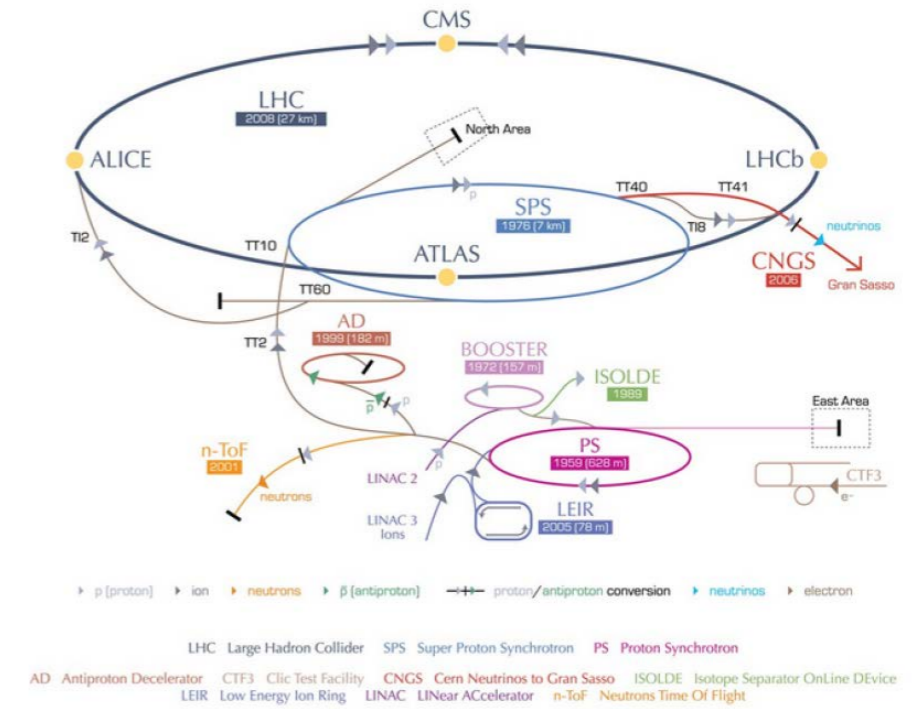 CMS
LHC
2008 (27 km)
North Area
ALICE
LHCb
TT40
TT41
p
SPS
1976 (7 km)
TI8
neutrinos
TI2
TT10
ATLAS
CNGS
2006
Gran Sasso
TT60
AD
1999 (182 m)
TT2
BOOSTER
1972 (157 m)
ISOLDE
1989
East Area
p̄
p
n-ToF
2001
PS
1959 (628 m)
p
LINAC 2
neutrons
CTF3
e-
LINAC 3
Ions
LEIR
2005 (78 m)
p (proton) ion neutrons p̄ (antiproton) proton/antiproton conversion neutrinos electron
LHC Large Hadron Collider SPS Super Proton Synchrotron PS Proton Synchrotron
AD Antiproton Decelerator CTF3 Clic Test Facility CNGS Cern Neutrinos to Gran Sasso ISOLDE Isotope Separator OnLine DEvice
LEIR Low Energy Ion Ring LINAC LINear ACcelerator n-ToF Neutrons Time Of Flight